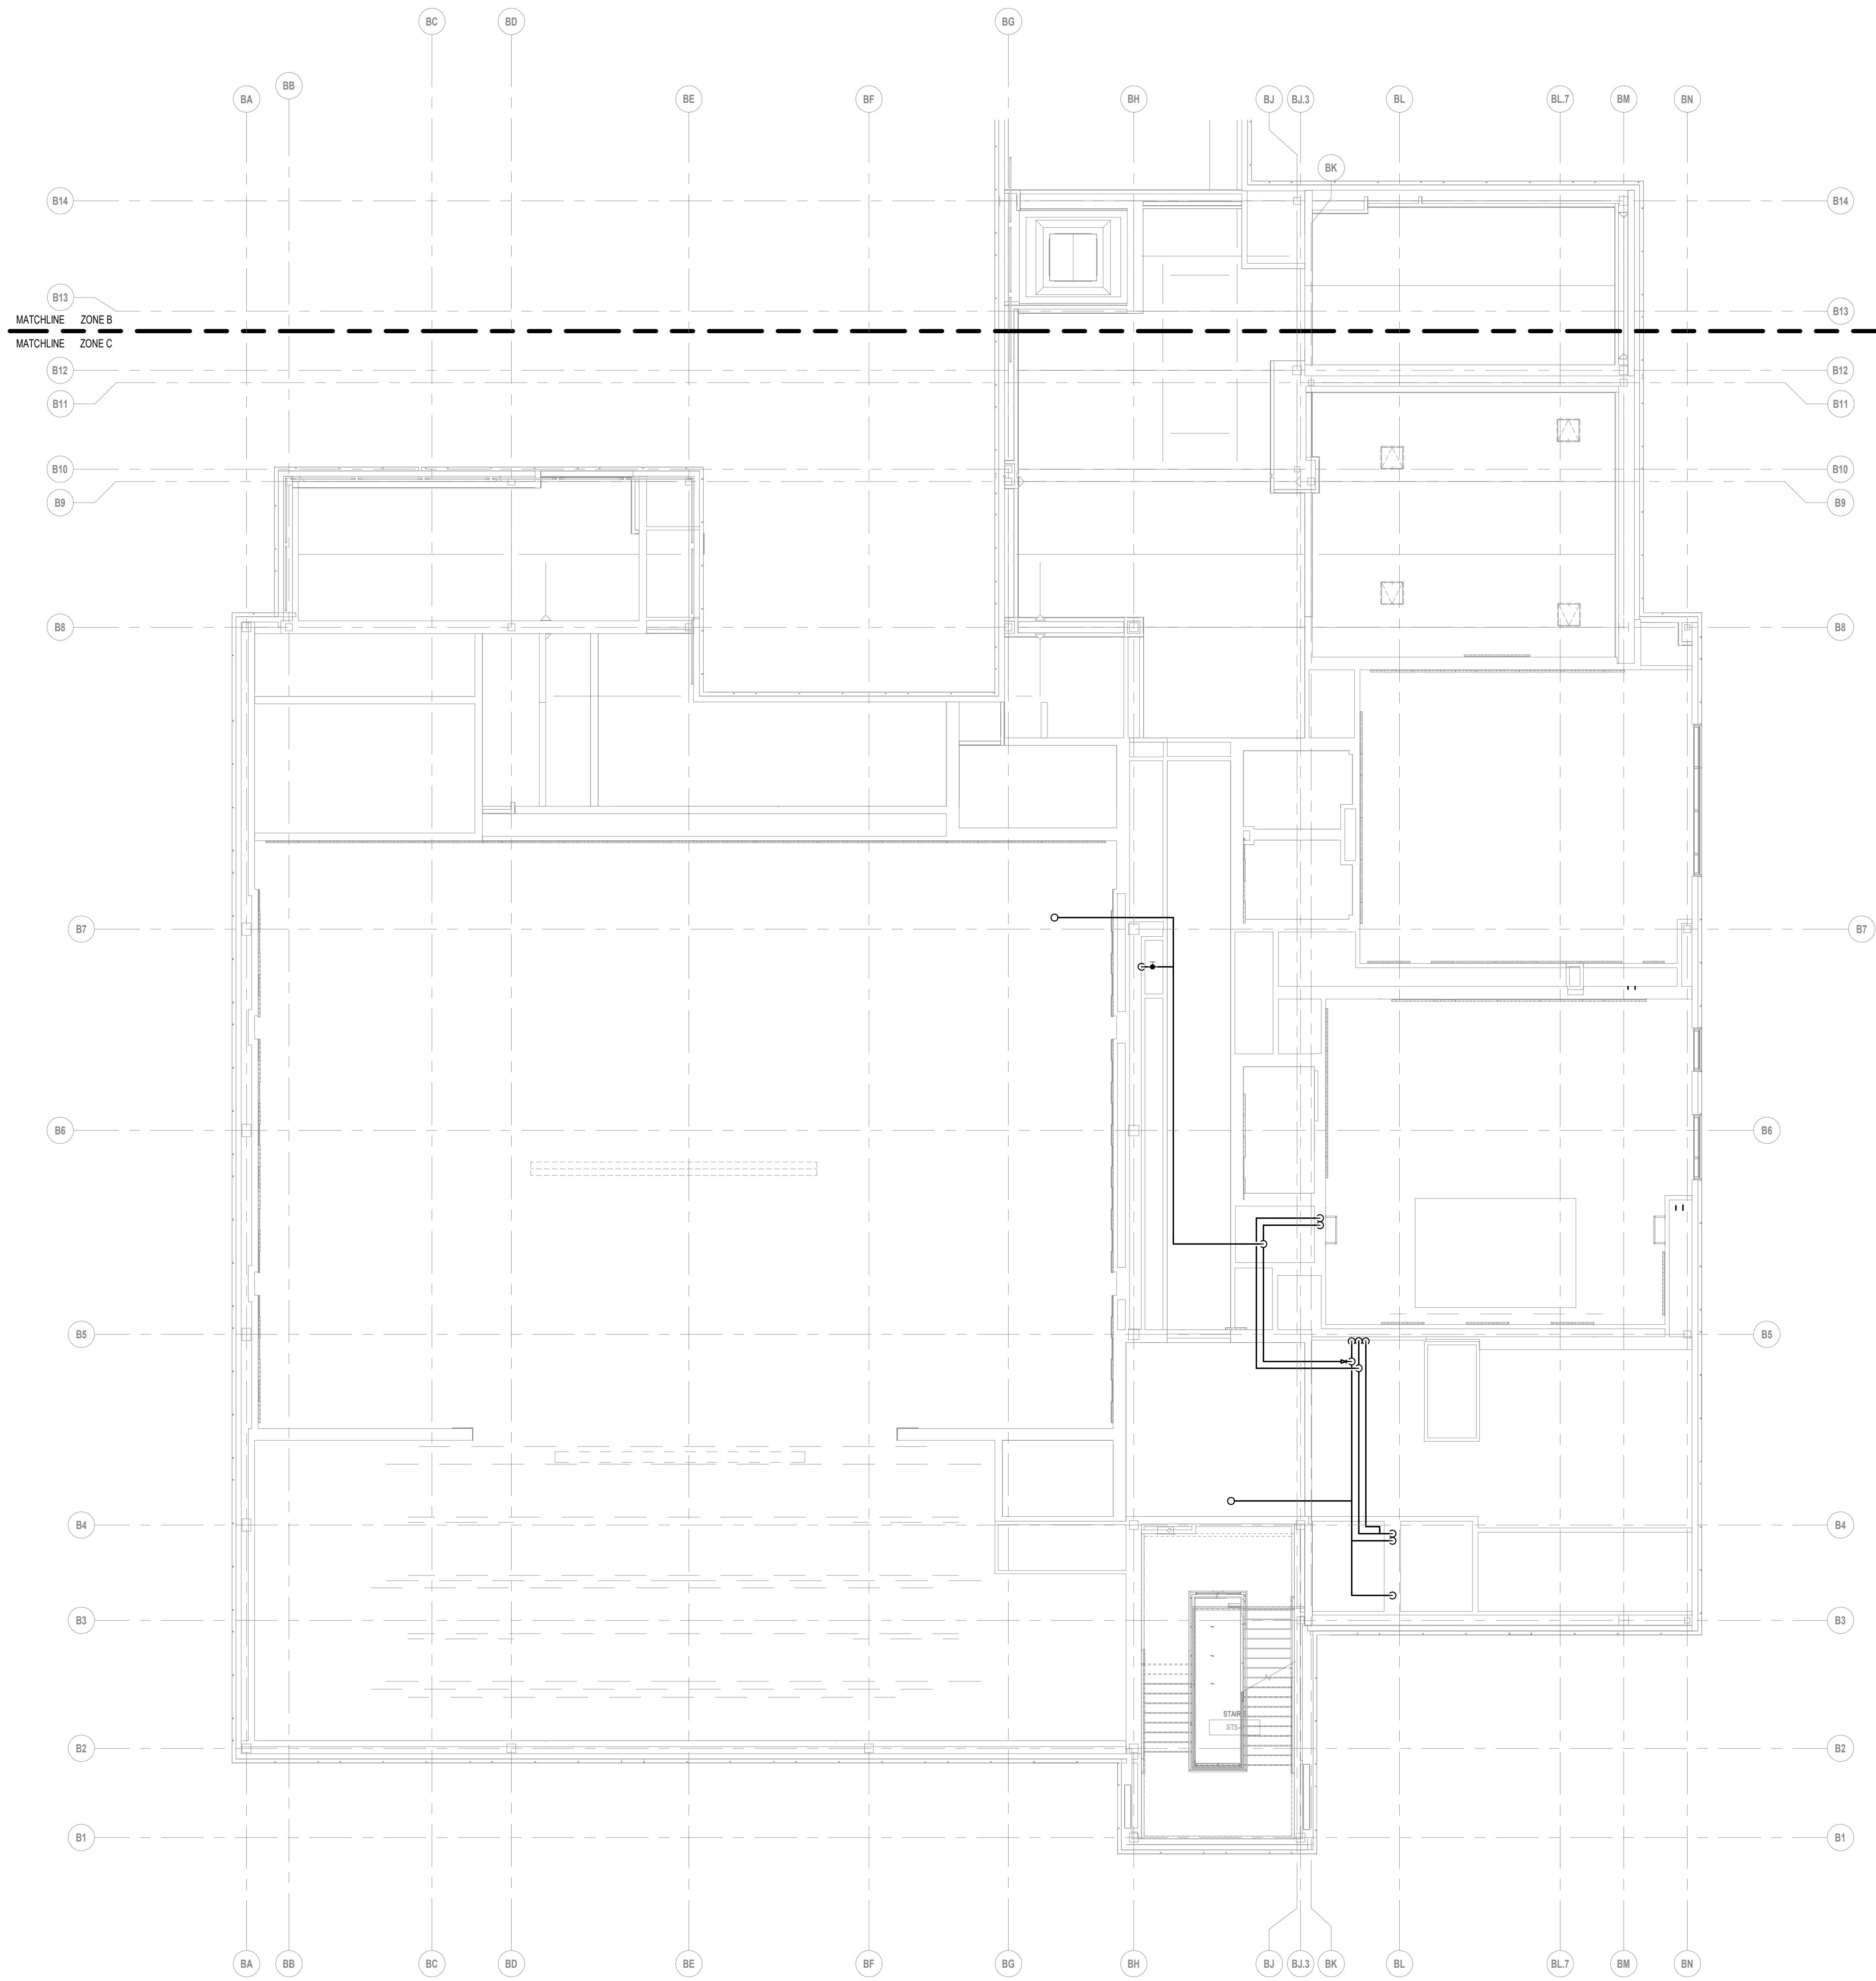 BC BD BG
BB
BA BE BF BH BJ BJ.3 BL BL.7 BM BN
BK
B14 B14
B13
B13
MATCHLINE ZONE B
MATCHLINE ZONE C
B12 B12
B11 B11
B10 B10
B9 B9
B8 B8
B7 B7
B6 B6
B5 B5
B4 B4
B3 B3
STAIR
ST5-
B2 B2
B1 B1
BA BB BC BD BE BF BG BH BJ BJ.3 BK BL BL.7 BM BN